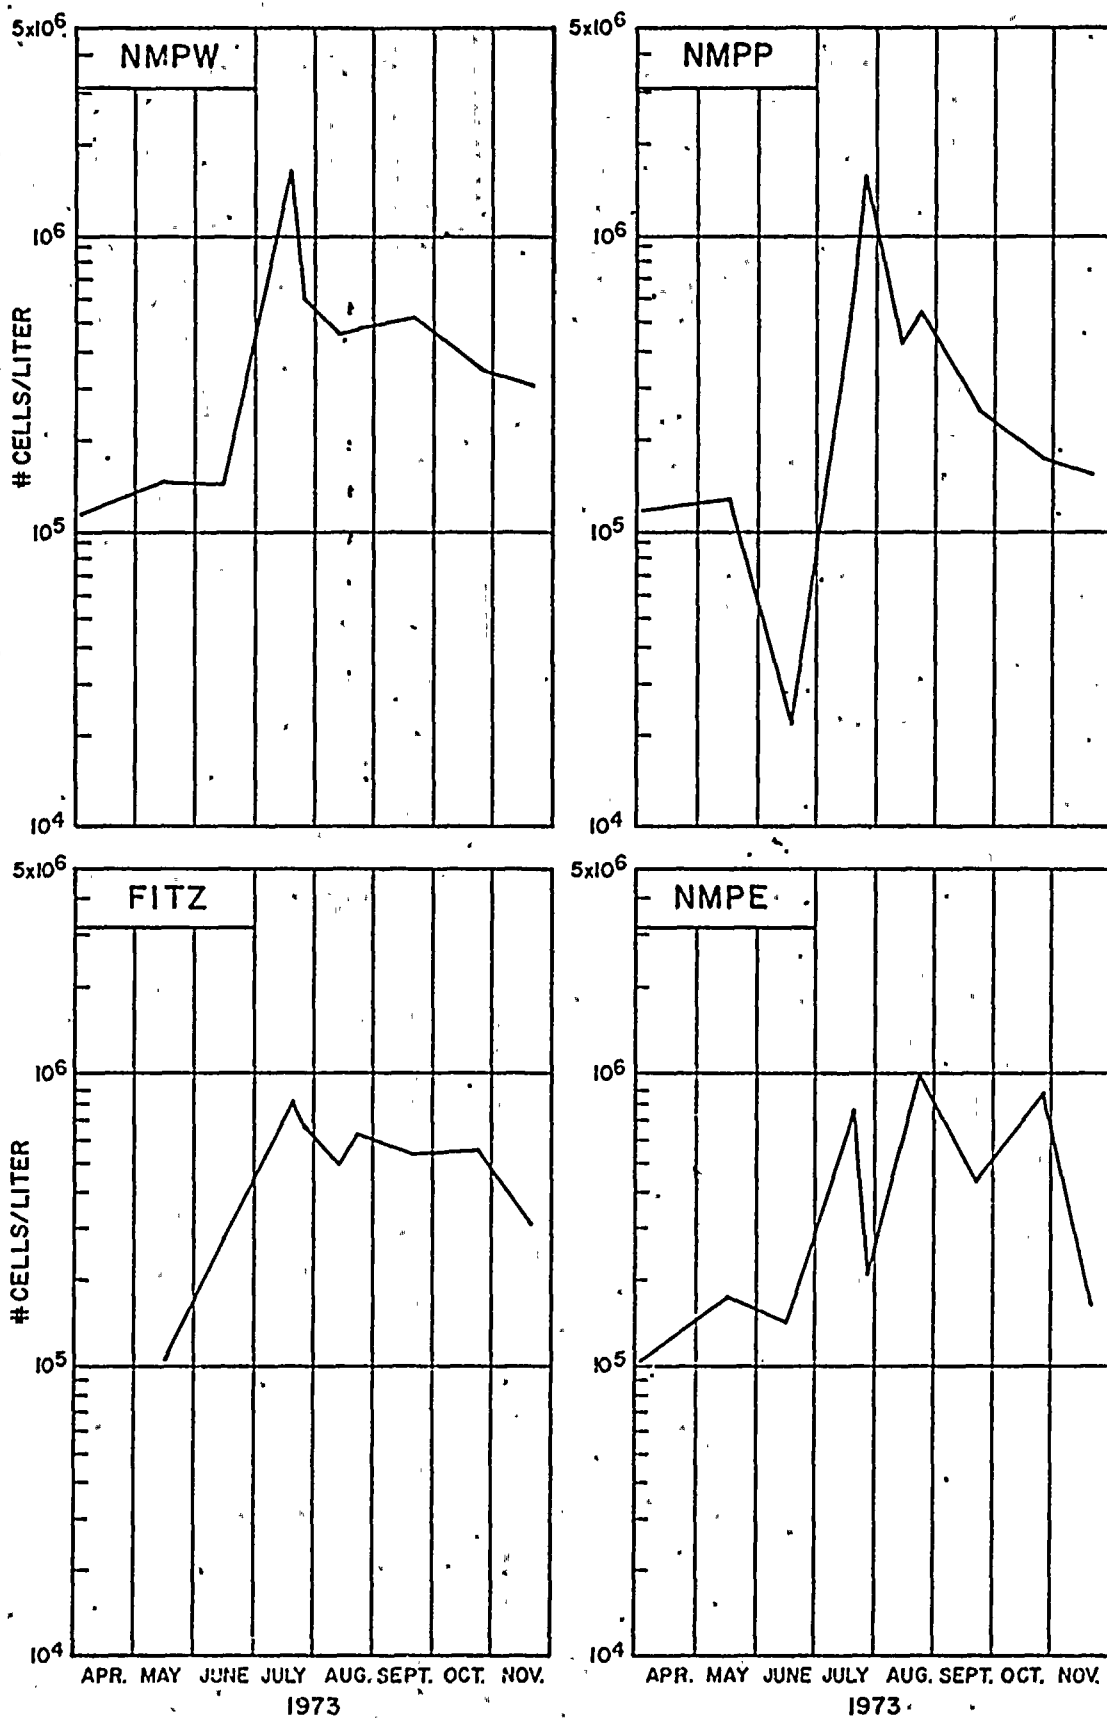 5x10⁶
NMPW
10⁶
# CELLS/LITER
10⁵
10⁴
5x10⁶
NMPP
10⁶
10⁵
10⁴
5x10⁶
FITZ
10⁶
# CELLS/LITER
10⁵
10⁴
APR. MAY JUNE JULY AUG. SEPT. OCT. NOV.
1973
5x10⁶
NMPE
10⁶
10⁵
10⁴
APR. MAY JUNE JULY AUG. SEPT. OCT. NOV.
1973